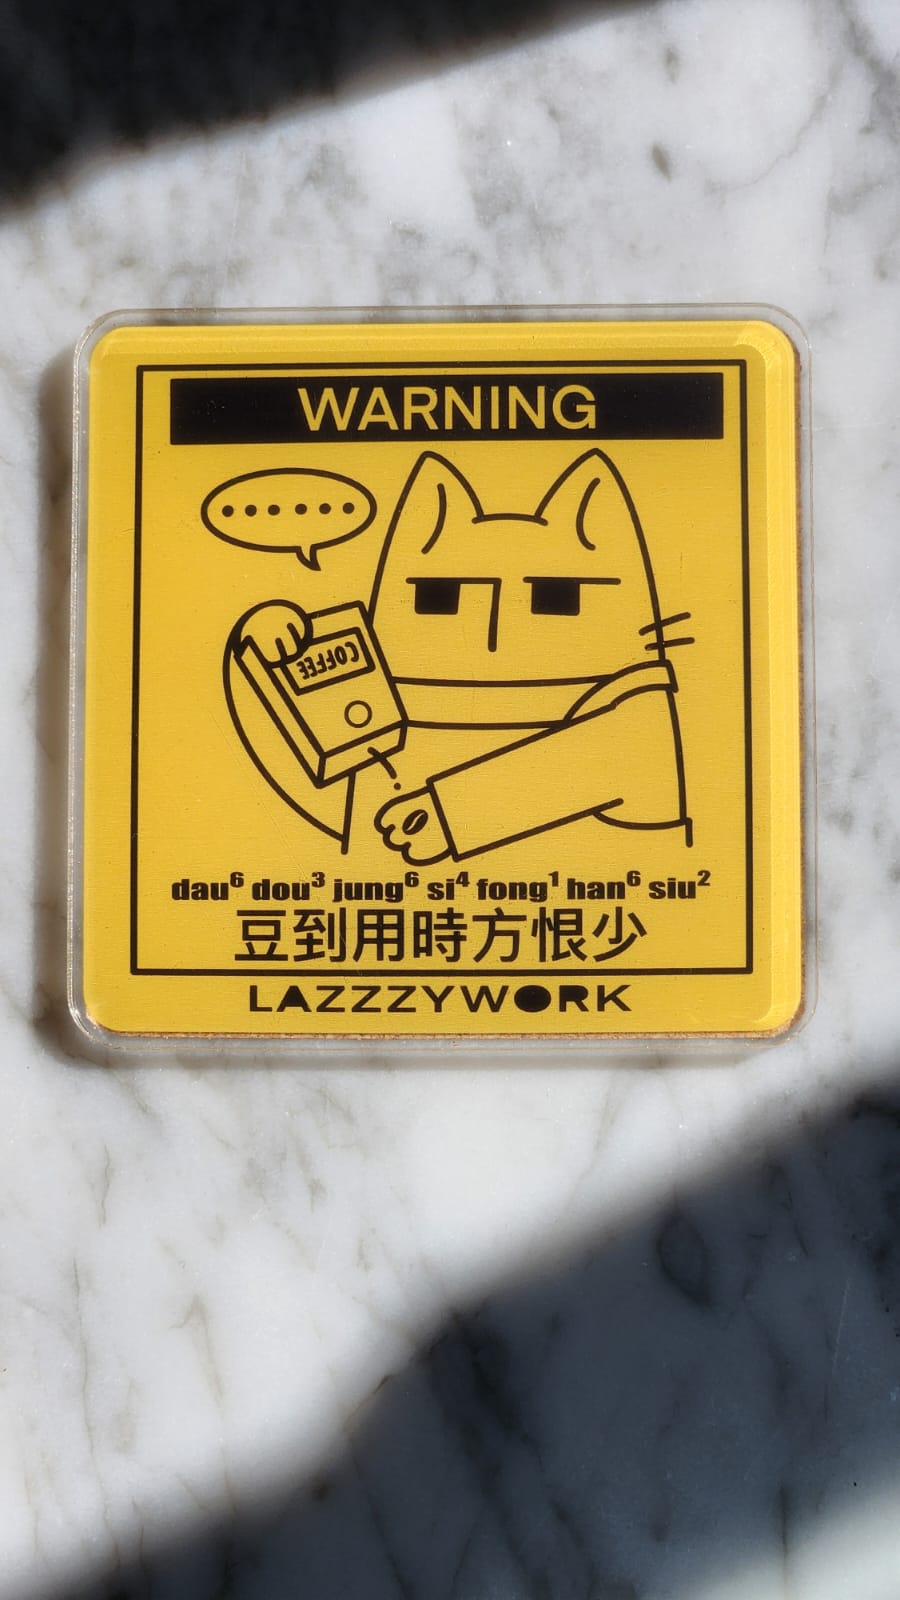 WARNING
......
COFFEE
dau⁶ dou³ jung⁶ si⁴ fong¹ han⁶ siu²
豆到用時方恨少
LAZZZYWORK